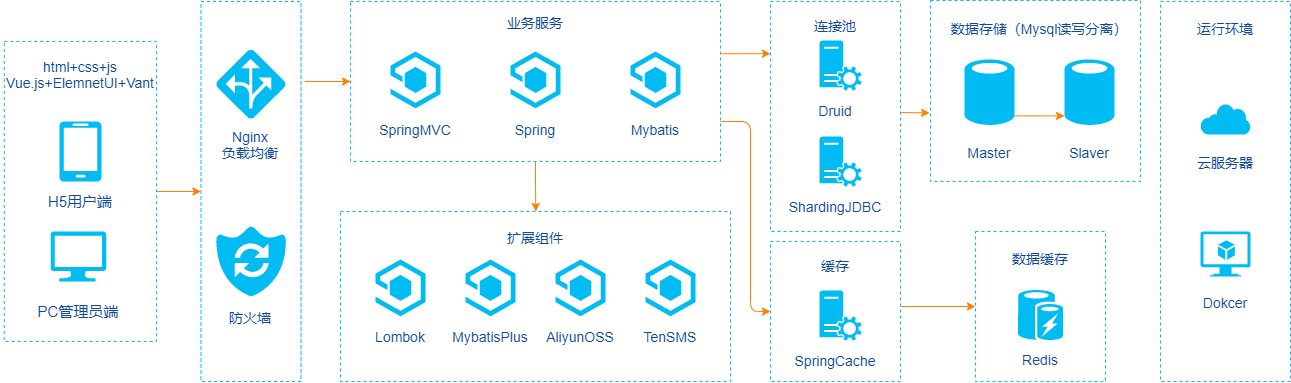 html+css+js
Vue.js+ElemnetUI+Vant
H5用户端
PC管理员端
Nginx
负载均衡
防火墙
业务服务
SpringMVC
Spring
Mybatis
扩展组件
Lombok
MybatisPlus
AliyunOSS
TenSMS
连接池
Druid
ShardingJDBC
缓存
SpringCache
数据存储（Mysql读写分离）
Master
Slaver
数据缓存
Redis
运行环境
云服务器
Dokcer